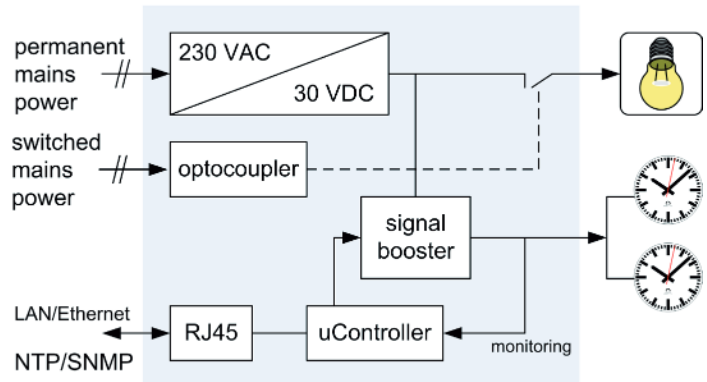 permanent
mains
power
230 VAC
30 VDC
switched
mains
power
optocoupler
signal
booster
LAN/Ethernet
NTP/SNMP
RJ45
uController
monitoring